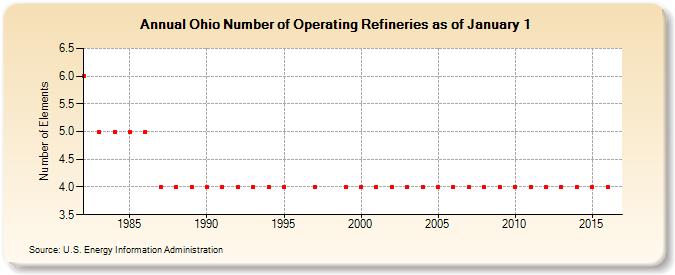 Annual Ohio Number of Operating Refineries as of January 1
Number of Elements
6.5
6.0
5.5
5.0
4.5
4.0
3.5
1985 1990 1995 2000 2005 2010 2015
Source: U.S. Energy Information Administration